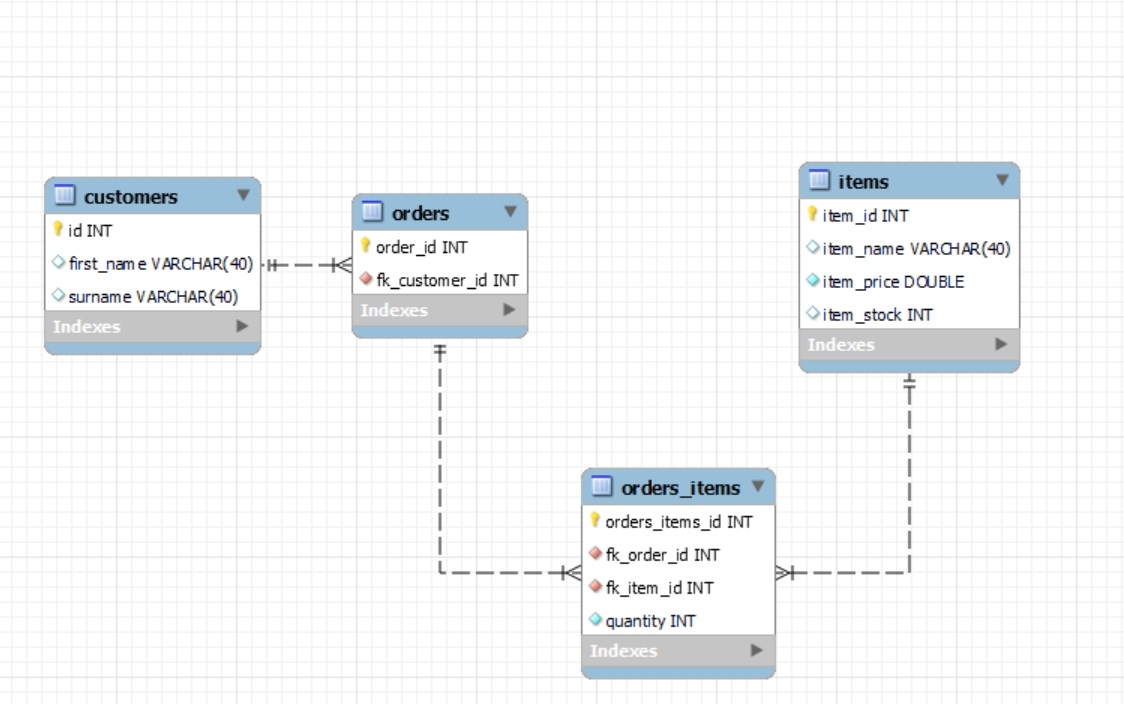 customers
id INT
first_name VARCHAR(40)
surname VARCHAR(40)
Indexes
orders
order_id INT
fk_customer_id INT
Indexes
items
item_id INT
item_name VARCHAR(40)
item_price DOUBLE
item_stock INT
Indexes
orders_items
orders_items_id INT
fk_order_id INT
fk_item_id INT
quantity INT
Indexes